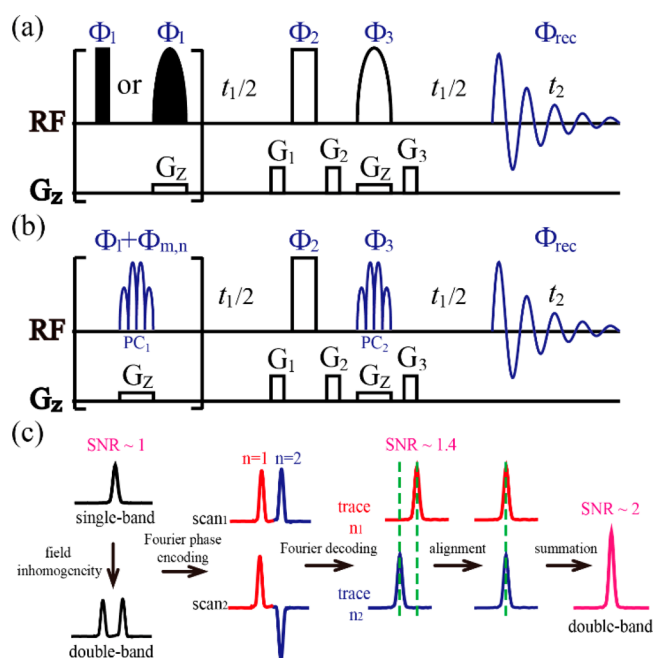 (a) Φ1 Φ1 Φ2 Φ3 Φrec
or t1/2 t1/2 t2
RF
G1 G2 G3
Gz Gz
Gz
(b) Φ1+Φm,n Φ2 Φ3 Φrec
t1/2 t1/2 t2
RF
PC1 PC2
G1 G2 G3
Gz Gz
Gz
(c) SNR ~ 1 SNR ~ 1.4
n=1 n=2
SNR ~ 2
scan1 trace
n1
single-band
field
inhomogeneity
Fourier phase
encoding
Fourier decoding alignment summation
scan2 trace
n2
double-band
double-band